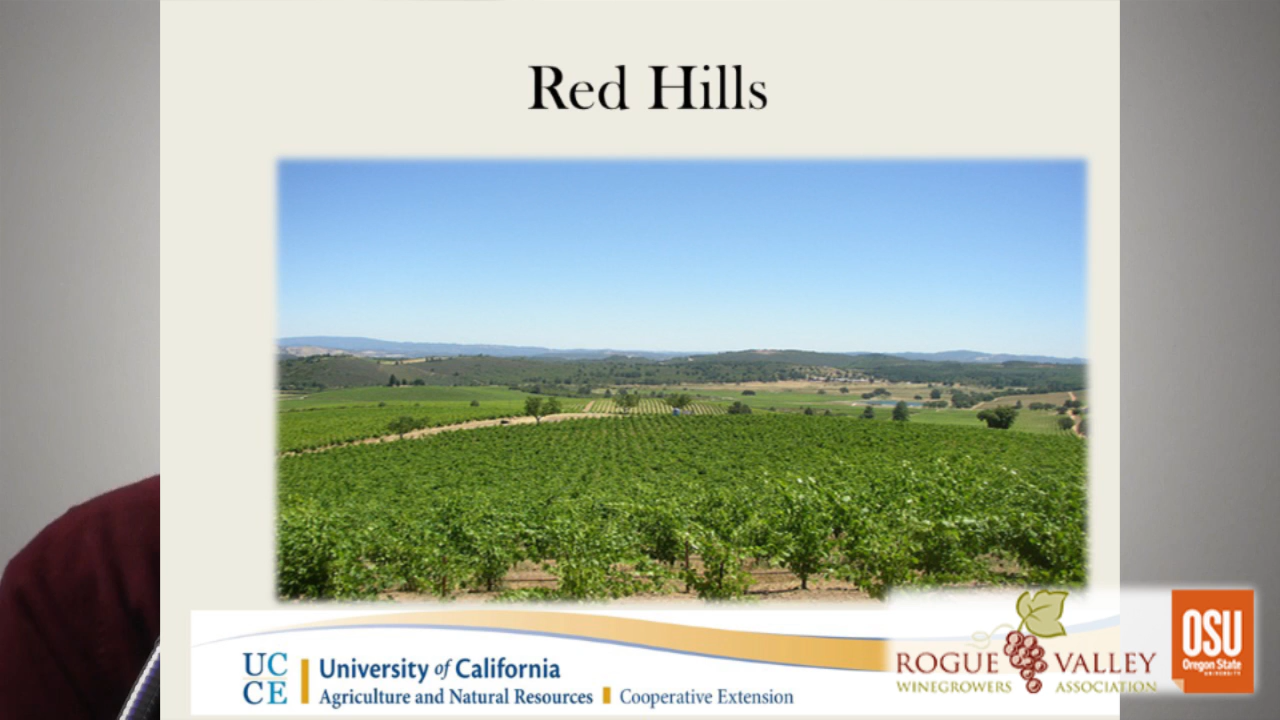 Red Hills
UC
CE
University of California
Agriculture and Natural Resources
Cooperative Extension
ROGUE VALLEY
WINEGROWERS ASSOCIATION
OSU
Oregon State
UNIVERSITY